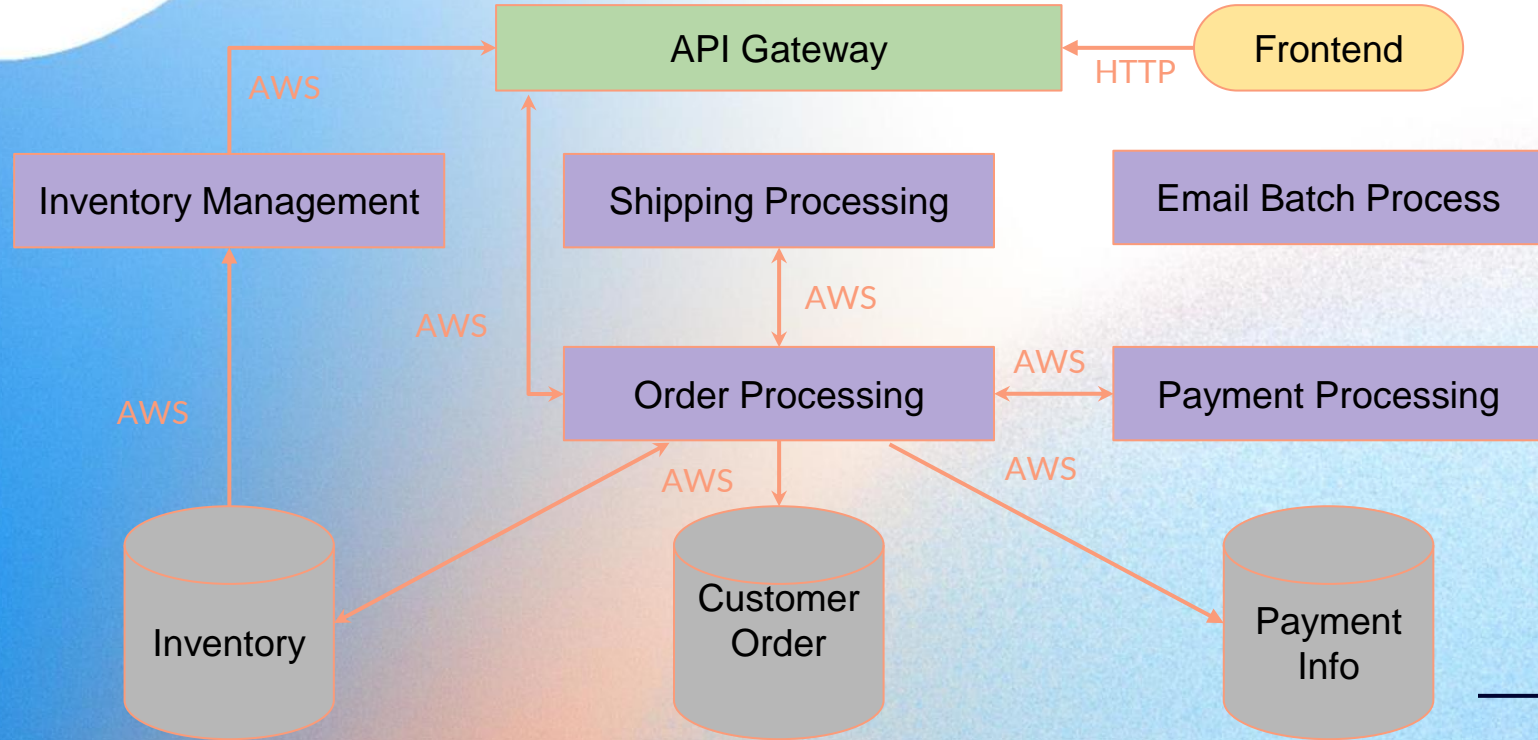 API Gateway
Frontend
HTTP
AWS
Inventory Management
Shipping Processing
Email Batch Process
AWS
AWS
Order Processing
AWS
Payment Processing
AWS
AWS
AWS
Inventory
Customer
Order
Payment
Info